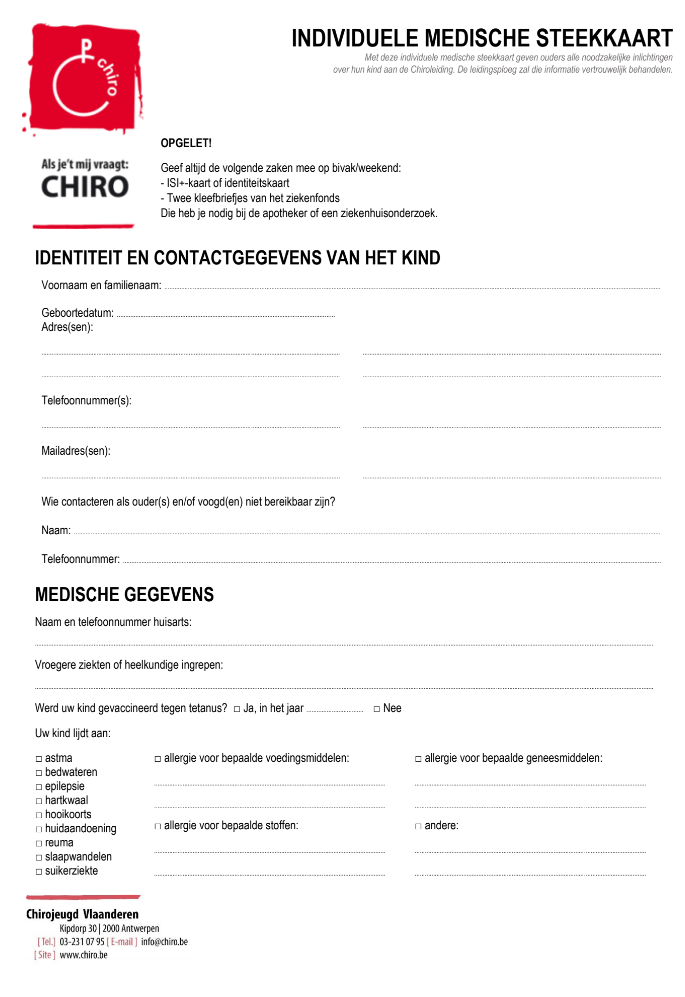 INDIVIDUELE MEDISCHE STEEKKAART
Met deze individuele medische steekkaart geven ouders alle noodzakelijke inlichtingen
over hun kind aan de Chiroleiding. De leidingsploeg zal die informatie vertrouwelijk behandelen.
chiro
Als je 't mij vraagt:
CHIRO
OPGELET!
Geef altijd de volgende zaken mee op bivak/weekend:
- ISI+-kaart of identiteitskaart
- Twee kleefbriefjes van het ziekenfonds
Die heb je nodig bij de apotheker of een ziekenhuisonderzoek.
IDENTITEIT EN CONTACTGEGEVENS VAN HET KIND
Voornaam en familienaam:
Geboortedatum:
Adres(sen):
Telefoonnummer(s):
Mailadres(sen):
Wie contacteren als ouder(s) en/of voogd(en) niet bereikbaar zijn?
Naam:
Telefoonnummer:
MEDISCHE GEGEVENS
Naam en telefoonnummer huisarts:
Vroegere ziekten of heelkundige ingrepen:
Werd uw kind gevaccineerd tegen tetanus? □ Ja, in het jaar .................... □ Nee
Uw kind lijdt aan:
□ astma
□ bedwateren
□ epilepsie
□ hartkwaal
□ hooikoorts
□ huidaandoening
□ reuma
□ slaapwandelen
□ suikerziekte
□ allergie voor bepaalde voedingsmiddelen:
□ allergie voor bepaalde stoffen:
□ allergie voor bepaalde geneesmiddelen:
□ andere:
Chirojeugd Vlaanderen
Kipdorp 30 | 2000 Antwerpen
[ Tel.] 03-231 07 95 [ E-mail ] info@chiro.be
[ Site ] www.chiro.be